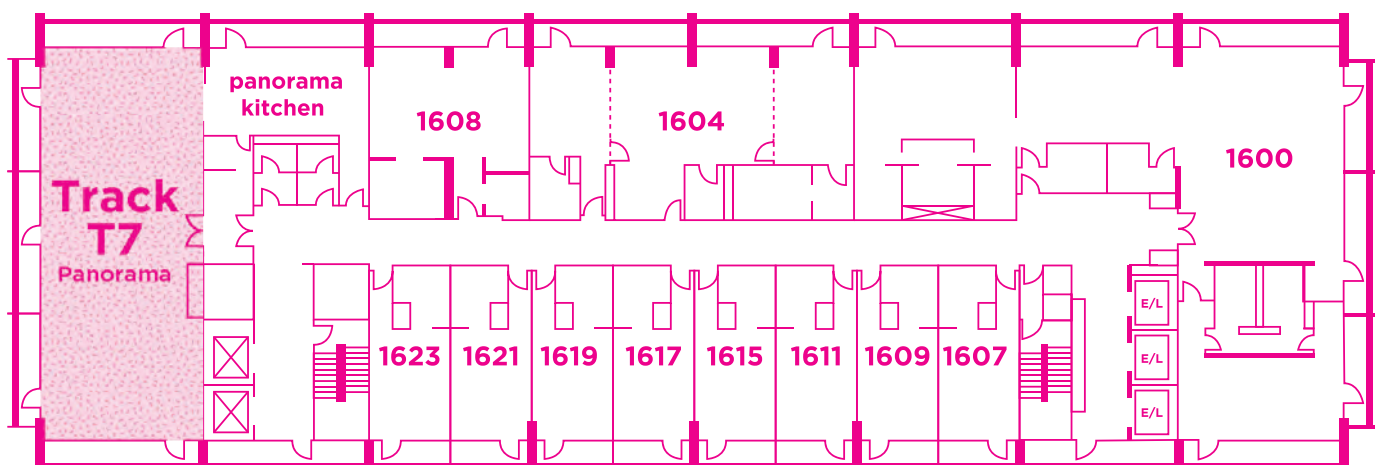 panorama
kitchen
1608
1604
1600
Track
T7
Panorama
E/L
E/L
E/L
1623
1621
1619
1617
1615
1611
1609
1607